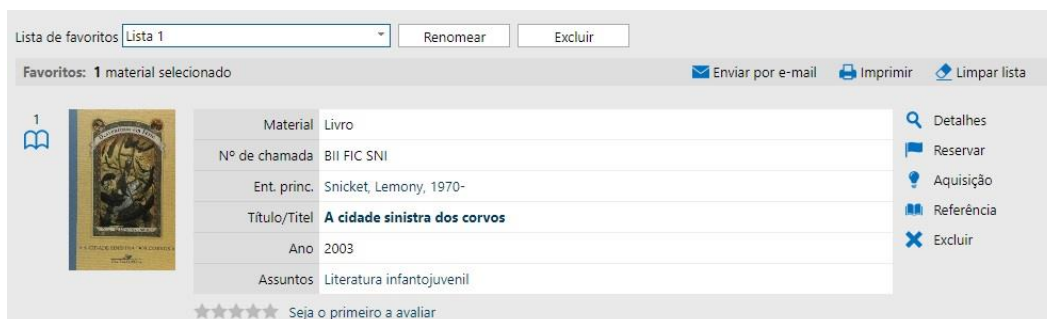 Lista de favoritos Lista 1 Renomear Excluir
Favoritos: 1 material selecionado Enviar por e-mail Imprimir Limpar lista
1
Material Livro
Nº de chamada BII FIC SNI
Ent. princ. Snicket, Lemony, 1970-
Título/Titel A cidade sinistra dos corvos
Ano 2003
Assuntos Literatura infantojuvenil
Seja o primeiro a avaliar
Detalhes
Reservar
Aquisição
Referência
Excluir